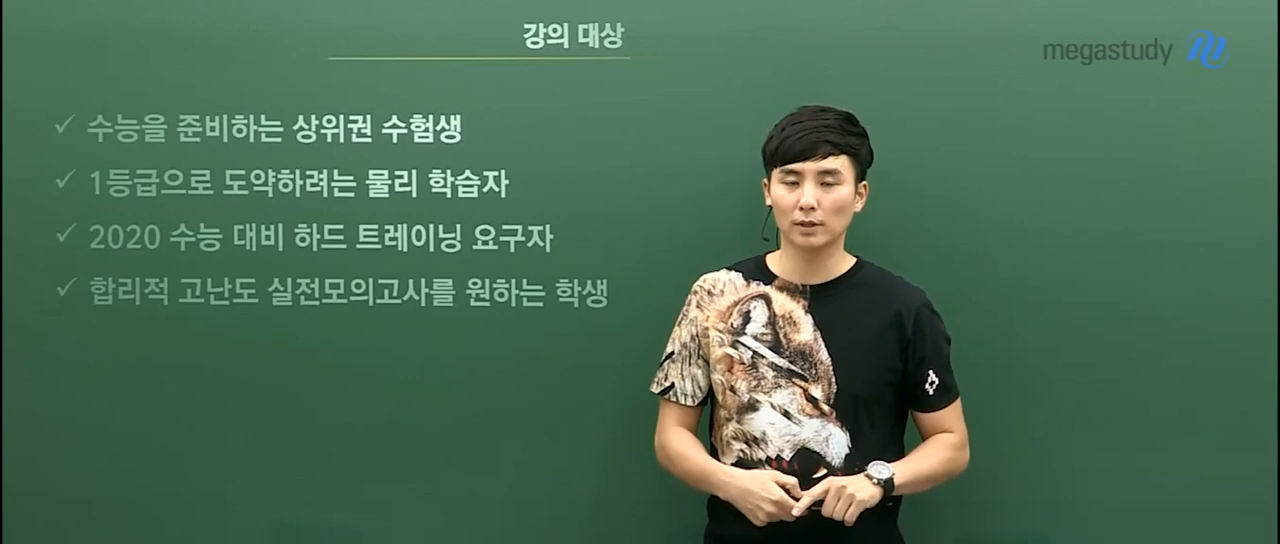 강의 대상
megastudy
수능을 준비하는 상위권 수험생
1등급으로 도약하려는 물리 학습자
2020 수능 대비 하드 트레이닝 요구자
합리적 고난도 실전모의고사를 원하는 학생